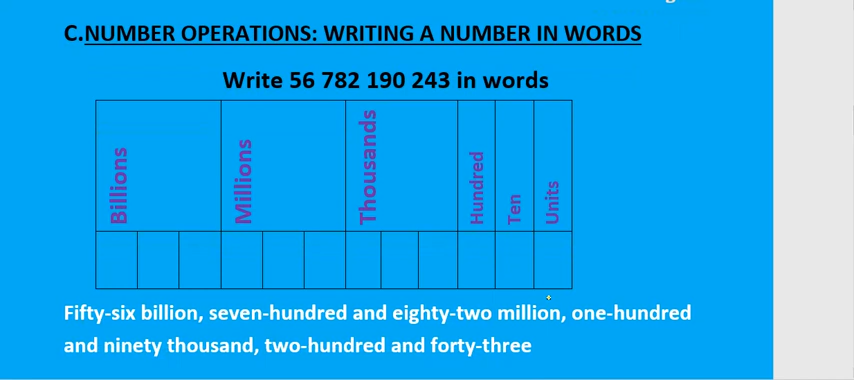 C.NUMBER OPERATIONS: WRITING A NUMBER IN WORDS
Write 56 782 190 243 in words
Billions
Millions
Thousands
Hundred
Ten
Units
Fifty-six billion, seven-hundred and eighty-two million, one-hundred
and ninety thousand, two-hundred and forty-three